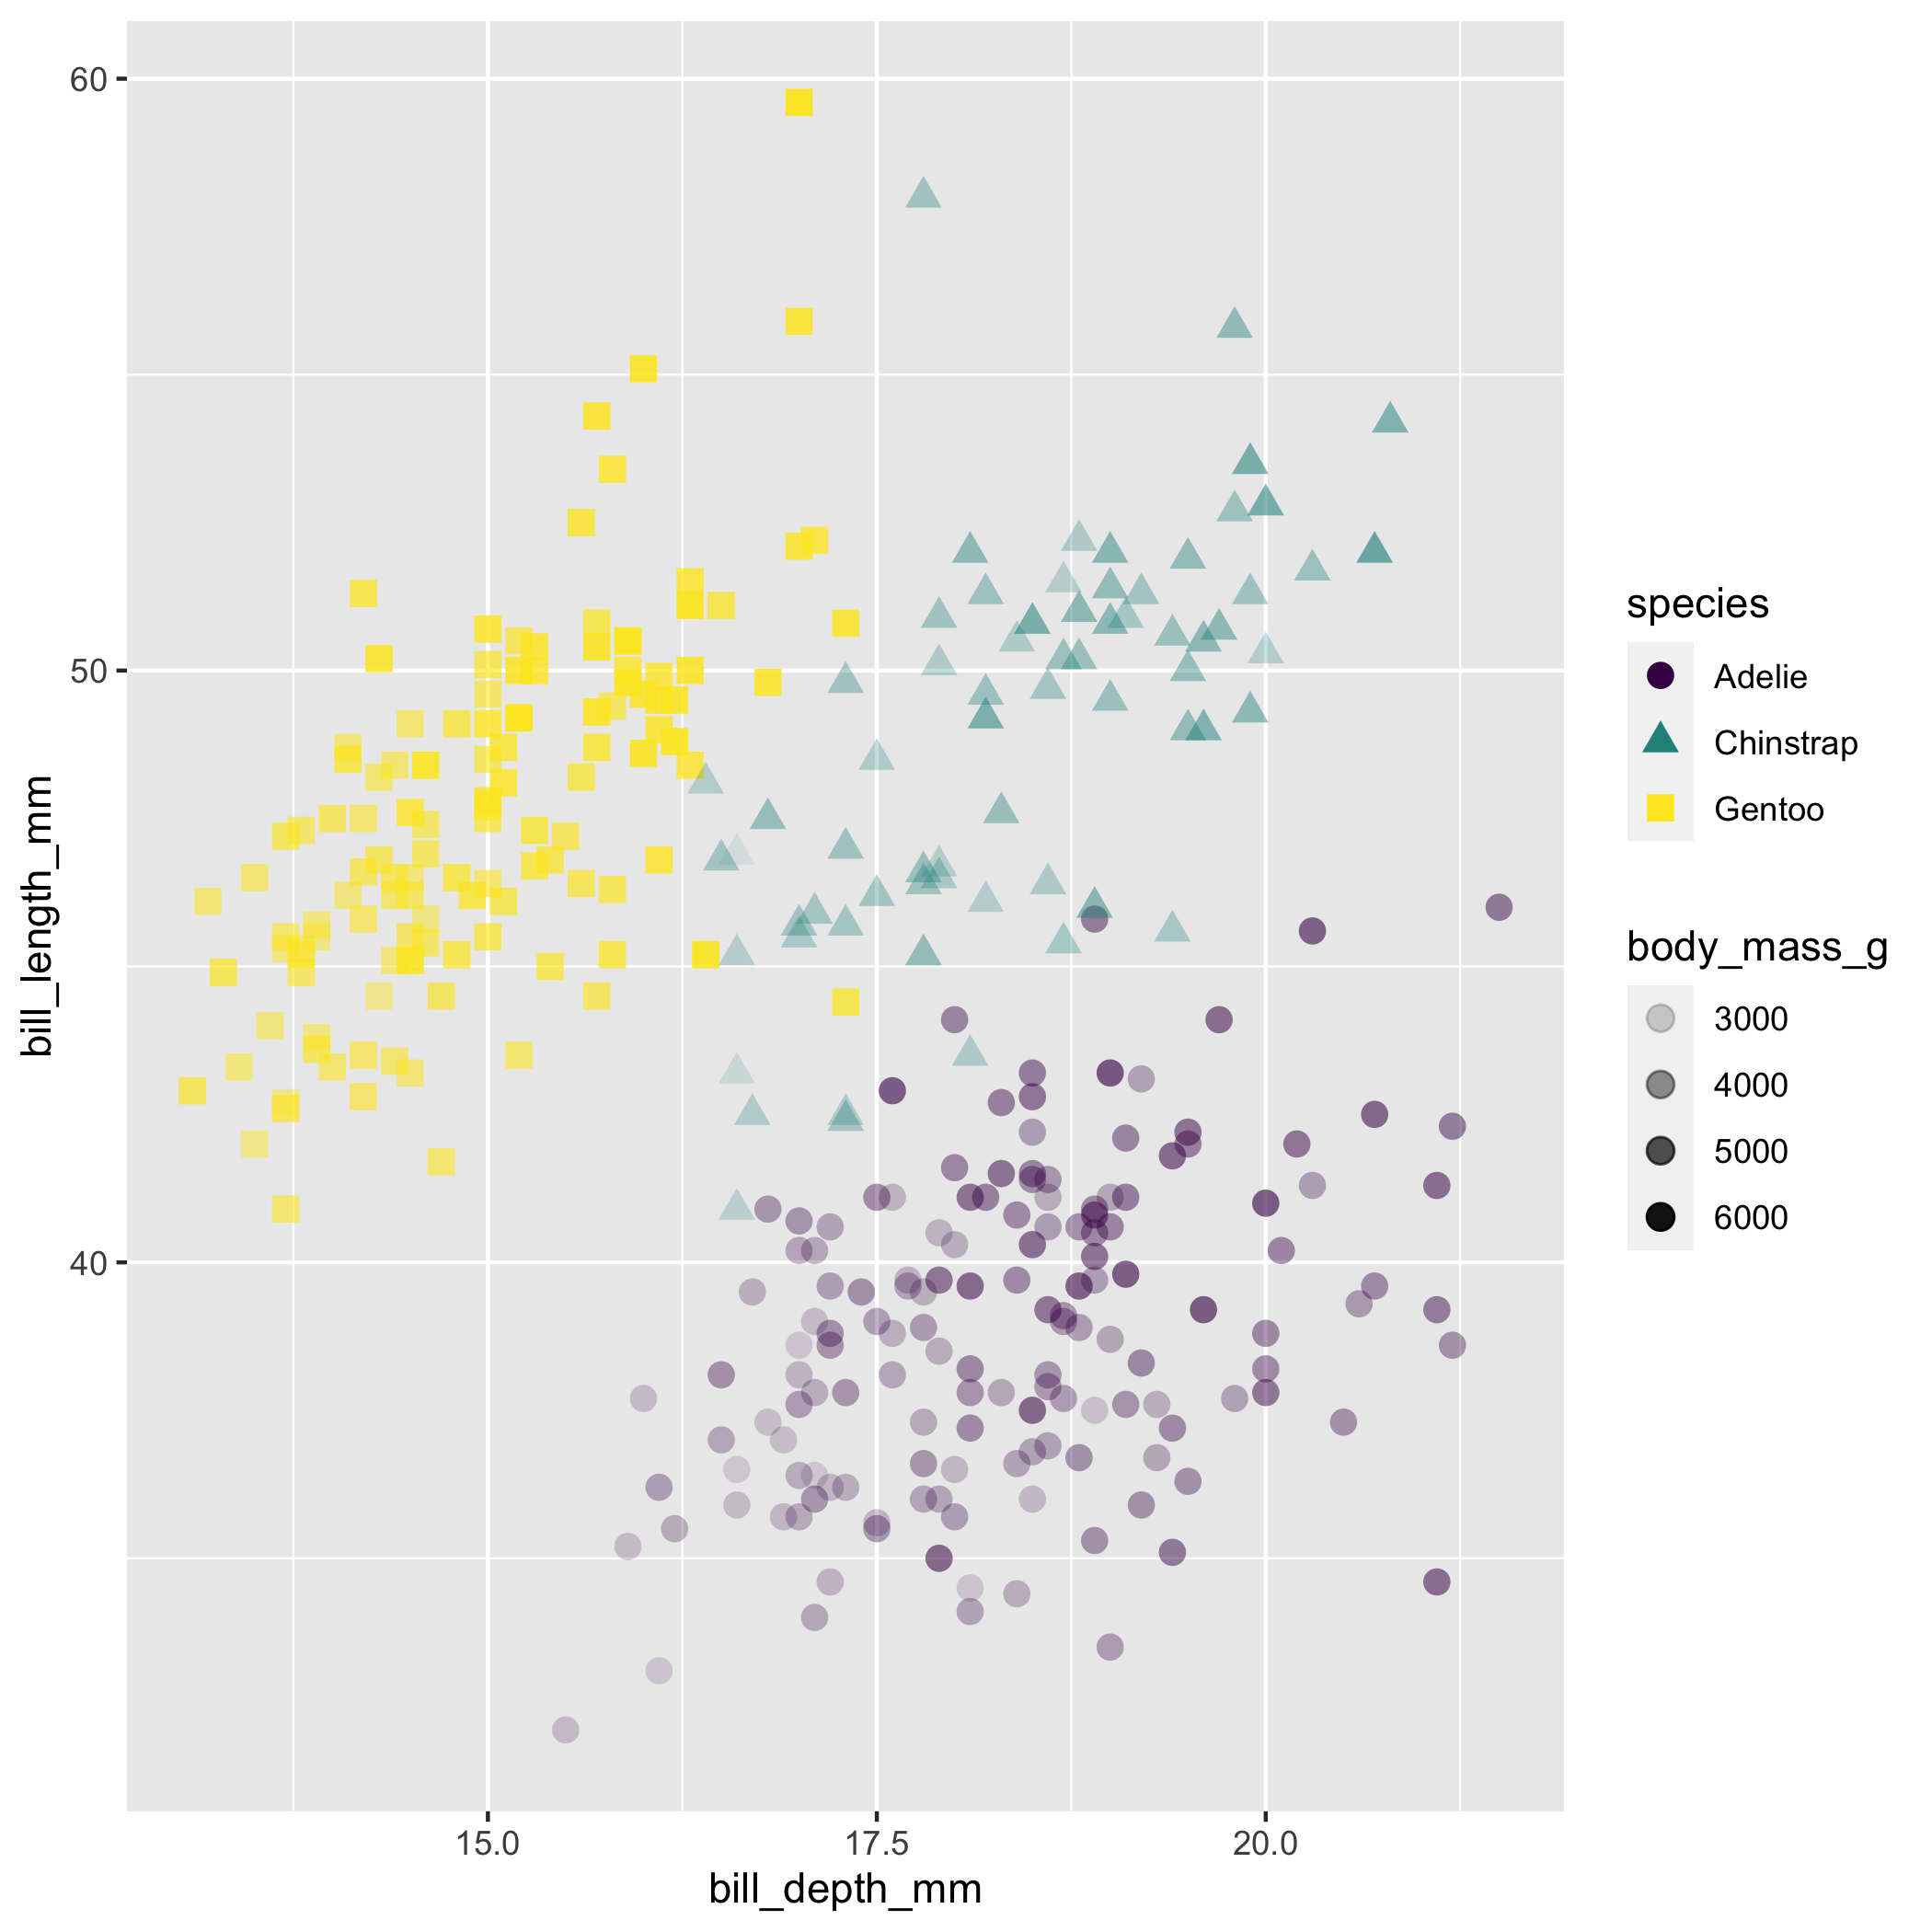 60
50
40
15.0
17.5
20.0
bill_depth_mm
bill_length_mm
species
Adelie
Chinstrap
Gentoo
body_mass_g
3000
4000
5000
6000